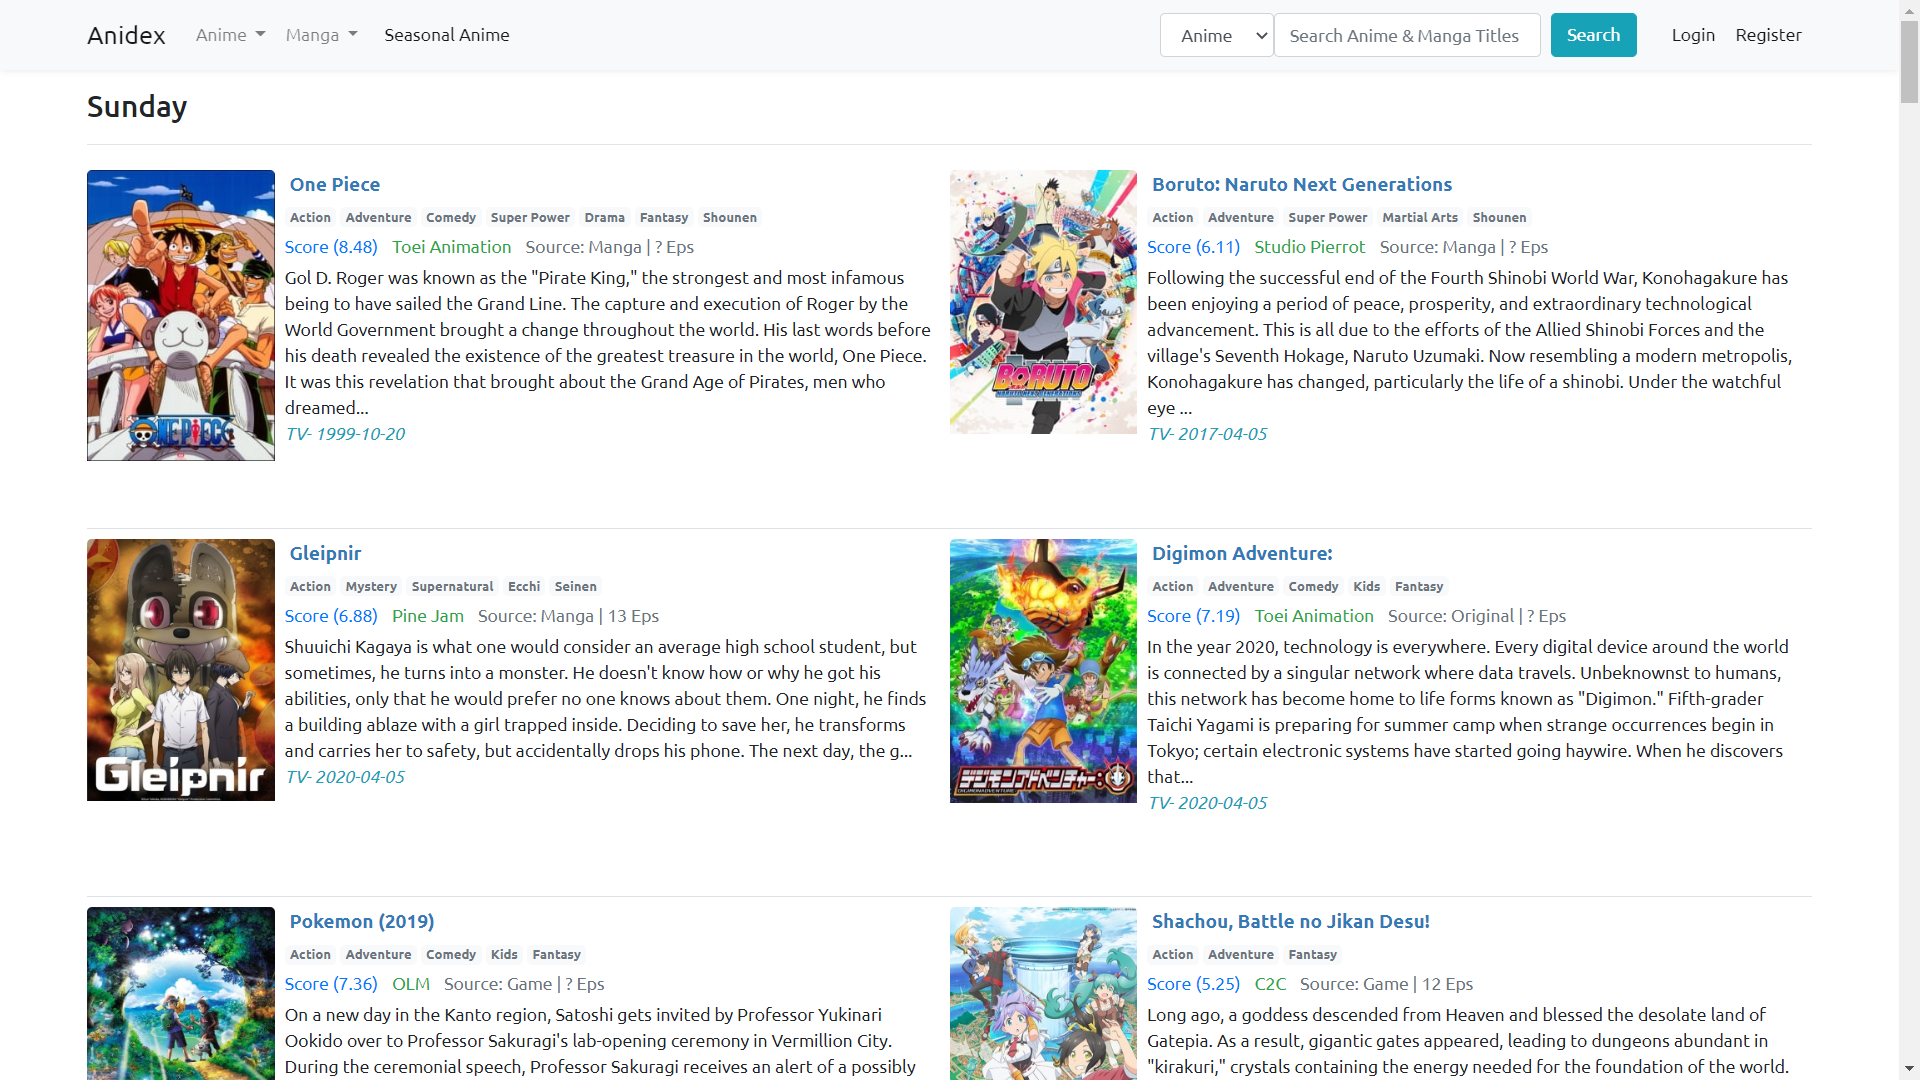 Anidex Anime Manga Seasonal Anime Anime Search Anime & Manga Titles Search Login Register
Sunday
ONE PIECE
One Piece
Action Adventure Comedy Super Power Drama Fantasy Shounen
Score (8.48) Toei Animation Source: Manga | ? Eps
Gol D. Roger was known as the "Pirate King," the strongest and most infamous
being to have sailed the Grand Line. The capture and execution of Roger by the
World Government brought a change throughout the world. His last words before
his death revealed the existence of the greatest treasure in the world, One Piece.
It was this revelation that brought about the Grand Age of Pirates, men who
dreamed...
TV- 1999-10-20
BORUTO
NARUTO NEXT GENERATIONS
Boruto: Naruto Next Generations
Action Adventure Super Power Martial Arts Shounen
Score (6.11) Studio Pierrot Source: Manga | ? Eps
Following the successful end of the Fourth Shinobi World War, Konohagakure has
been enjoying a period of peace, prosperity, and extraordinary technological
advancement. This is all due to the efforts of the Allied Shinobi Forces and the
village's Seventh Hokage, Naruto Uzumaki. Now resembling a modern metropolis,
Konohagakure has changed, particularly the life of a shinobi. Under the watchful
eye ...
TV- 2017-04-05
Gleipnir
Gleipnir
Action Mystery Supernatural Ecchi Seinen
Score (6.88) Pine Jam Source: Manga | 13 Eps
Shuuichi Kagaya is what one would consider an average high school student, but
sometimes, he turns into a monster. He doesn't know how or why he got his
abilities, only that he would prefer no one knows about them. One night, he finds
a building ablaze with a girl trapped inside. Deciding to save her, he transforms
and carries her to safety, but accidentally drops his phone. The next day, the g...
TV- 2020-04-05
デジモンアドベンチャー:
DIGIMON ADVENTURE:
Digimon Adventure:
Action Adventure Comedy Kids Fantasy
Score (7.19) Toei Animation Source: Original | ? Eps
In the year 2020, technology is everywhere. Every digital device around the world
is connected by a singular network where data travels. Unbeknownst to humans,
this network has become home to life forms known as "Digimon." Fifth-grader
Taichi Yagami is preparing for summer camp when strange occurrences begin in
Tokyo; certain electronic systems have started going haywire. When he discovers
that...
TV- 2020-04-05
Pokemon (2019)
Action Adventure Comedy Kids Fantasy
Score (7.36) OLM Source: Game | ? Eps
On a new day in the Kanto region, Satoshi gets invited by Professor Yukinari
Ookido over to Professor Sakuragi's lab-opening ceremony in Vermillion City.
During the ceremonial speech, Professor Sakuragi receives an alert of a possibly
Shachou, Battle no Jikan Desu!
Action Adventure Fantasy
Score (5.25) C2C Source: Game | 12 Eps
Long ago, a goddess descended from Heaven and blessed the desolate land of
Gatepia. As a result, gigantic gates appeared, leading to dungeons abundant in
"kirakuri," crystals containing the energy needed for the foundation of the world.